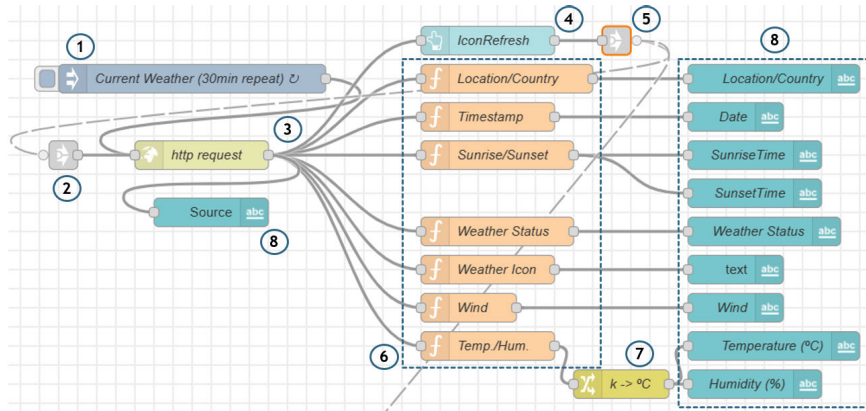 1
4
5
IconRefresh
8
Current Weather (30min repeat) ↻
f
Location/Country
Location/Country
abc
f
Timestamp
Date
abc
2
http request
3
f
Sunrise/Sunset
SunriseTime
abc
SunsetTime
abc
Source
abc
8
f
Weather Status
Weather Status
abc
f
Weather Icon
text
abc
f
Wind
Wind
abc
6
f
Temp./Hum.
7
Temperature (ºC)
abc
k -> ºC
Humidity (%)
abc